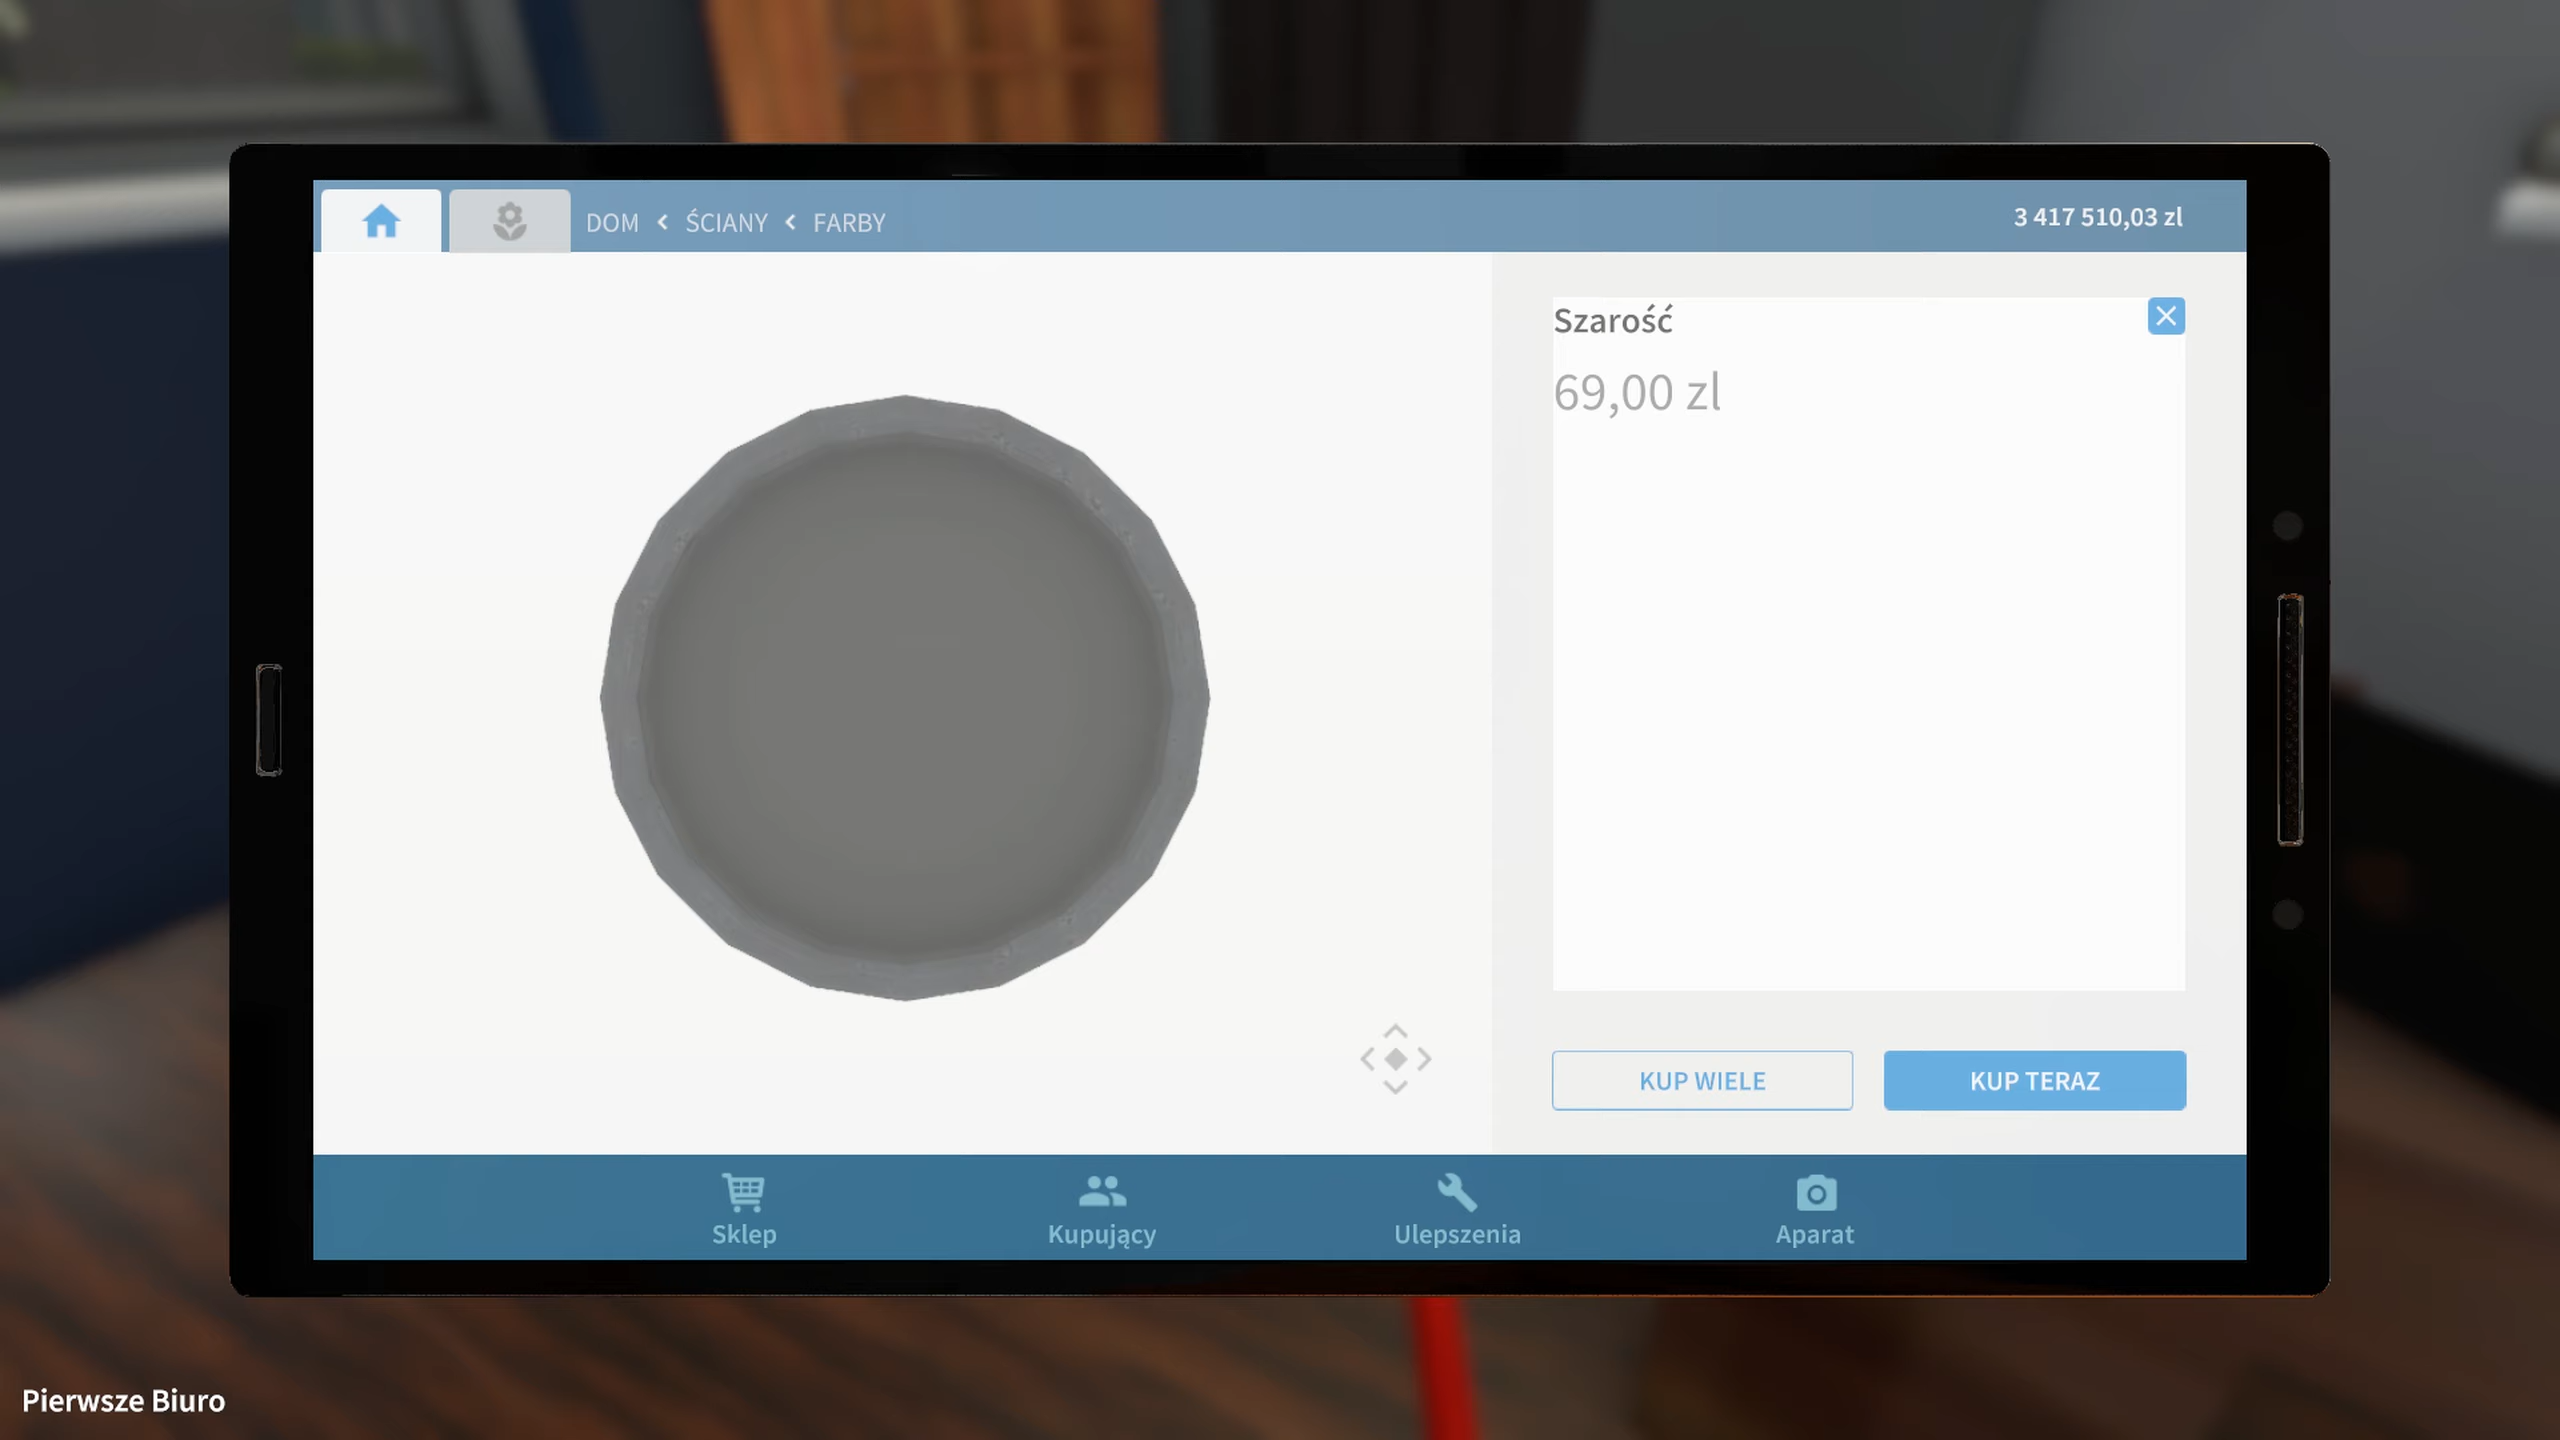 DOM < ŚCIANY < FARBY
3 417 510,03 zl
Szarość
69,00 zl
KUP WIELE
KUP TERAZ
Sklep
Kupujący
Ulepszenia
Aparat
Pierwsze Biuro